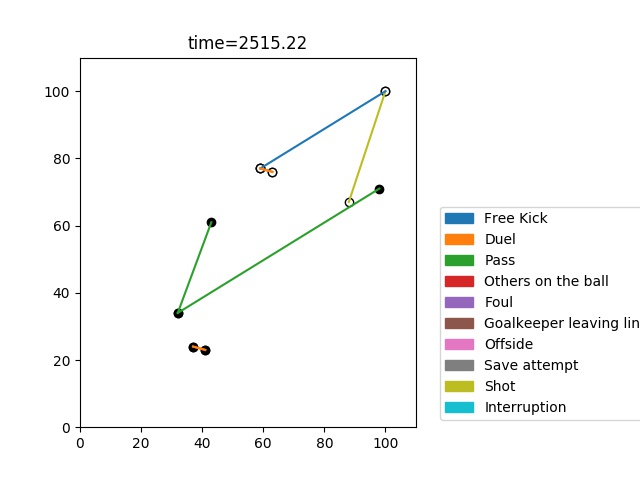 time=2515.22
100
80
60
40
20
0
0 20 40 60 80 100
Free Kick
Duel
Pass
Others on the ball
Foul
Goalkeeper leaving lin
Offside
Save attempt
Shot
Interruption